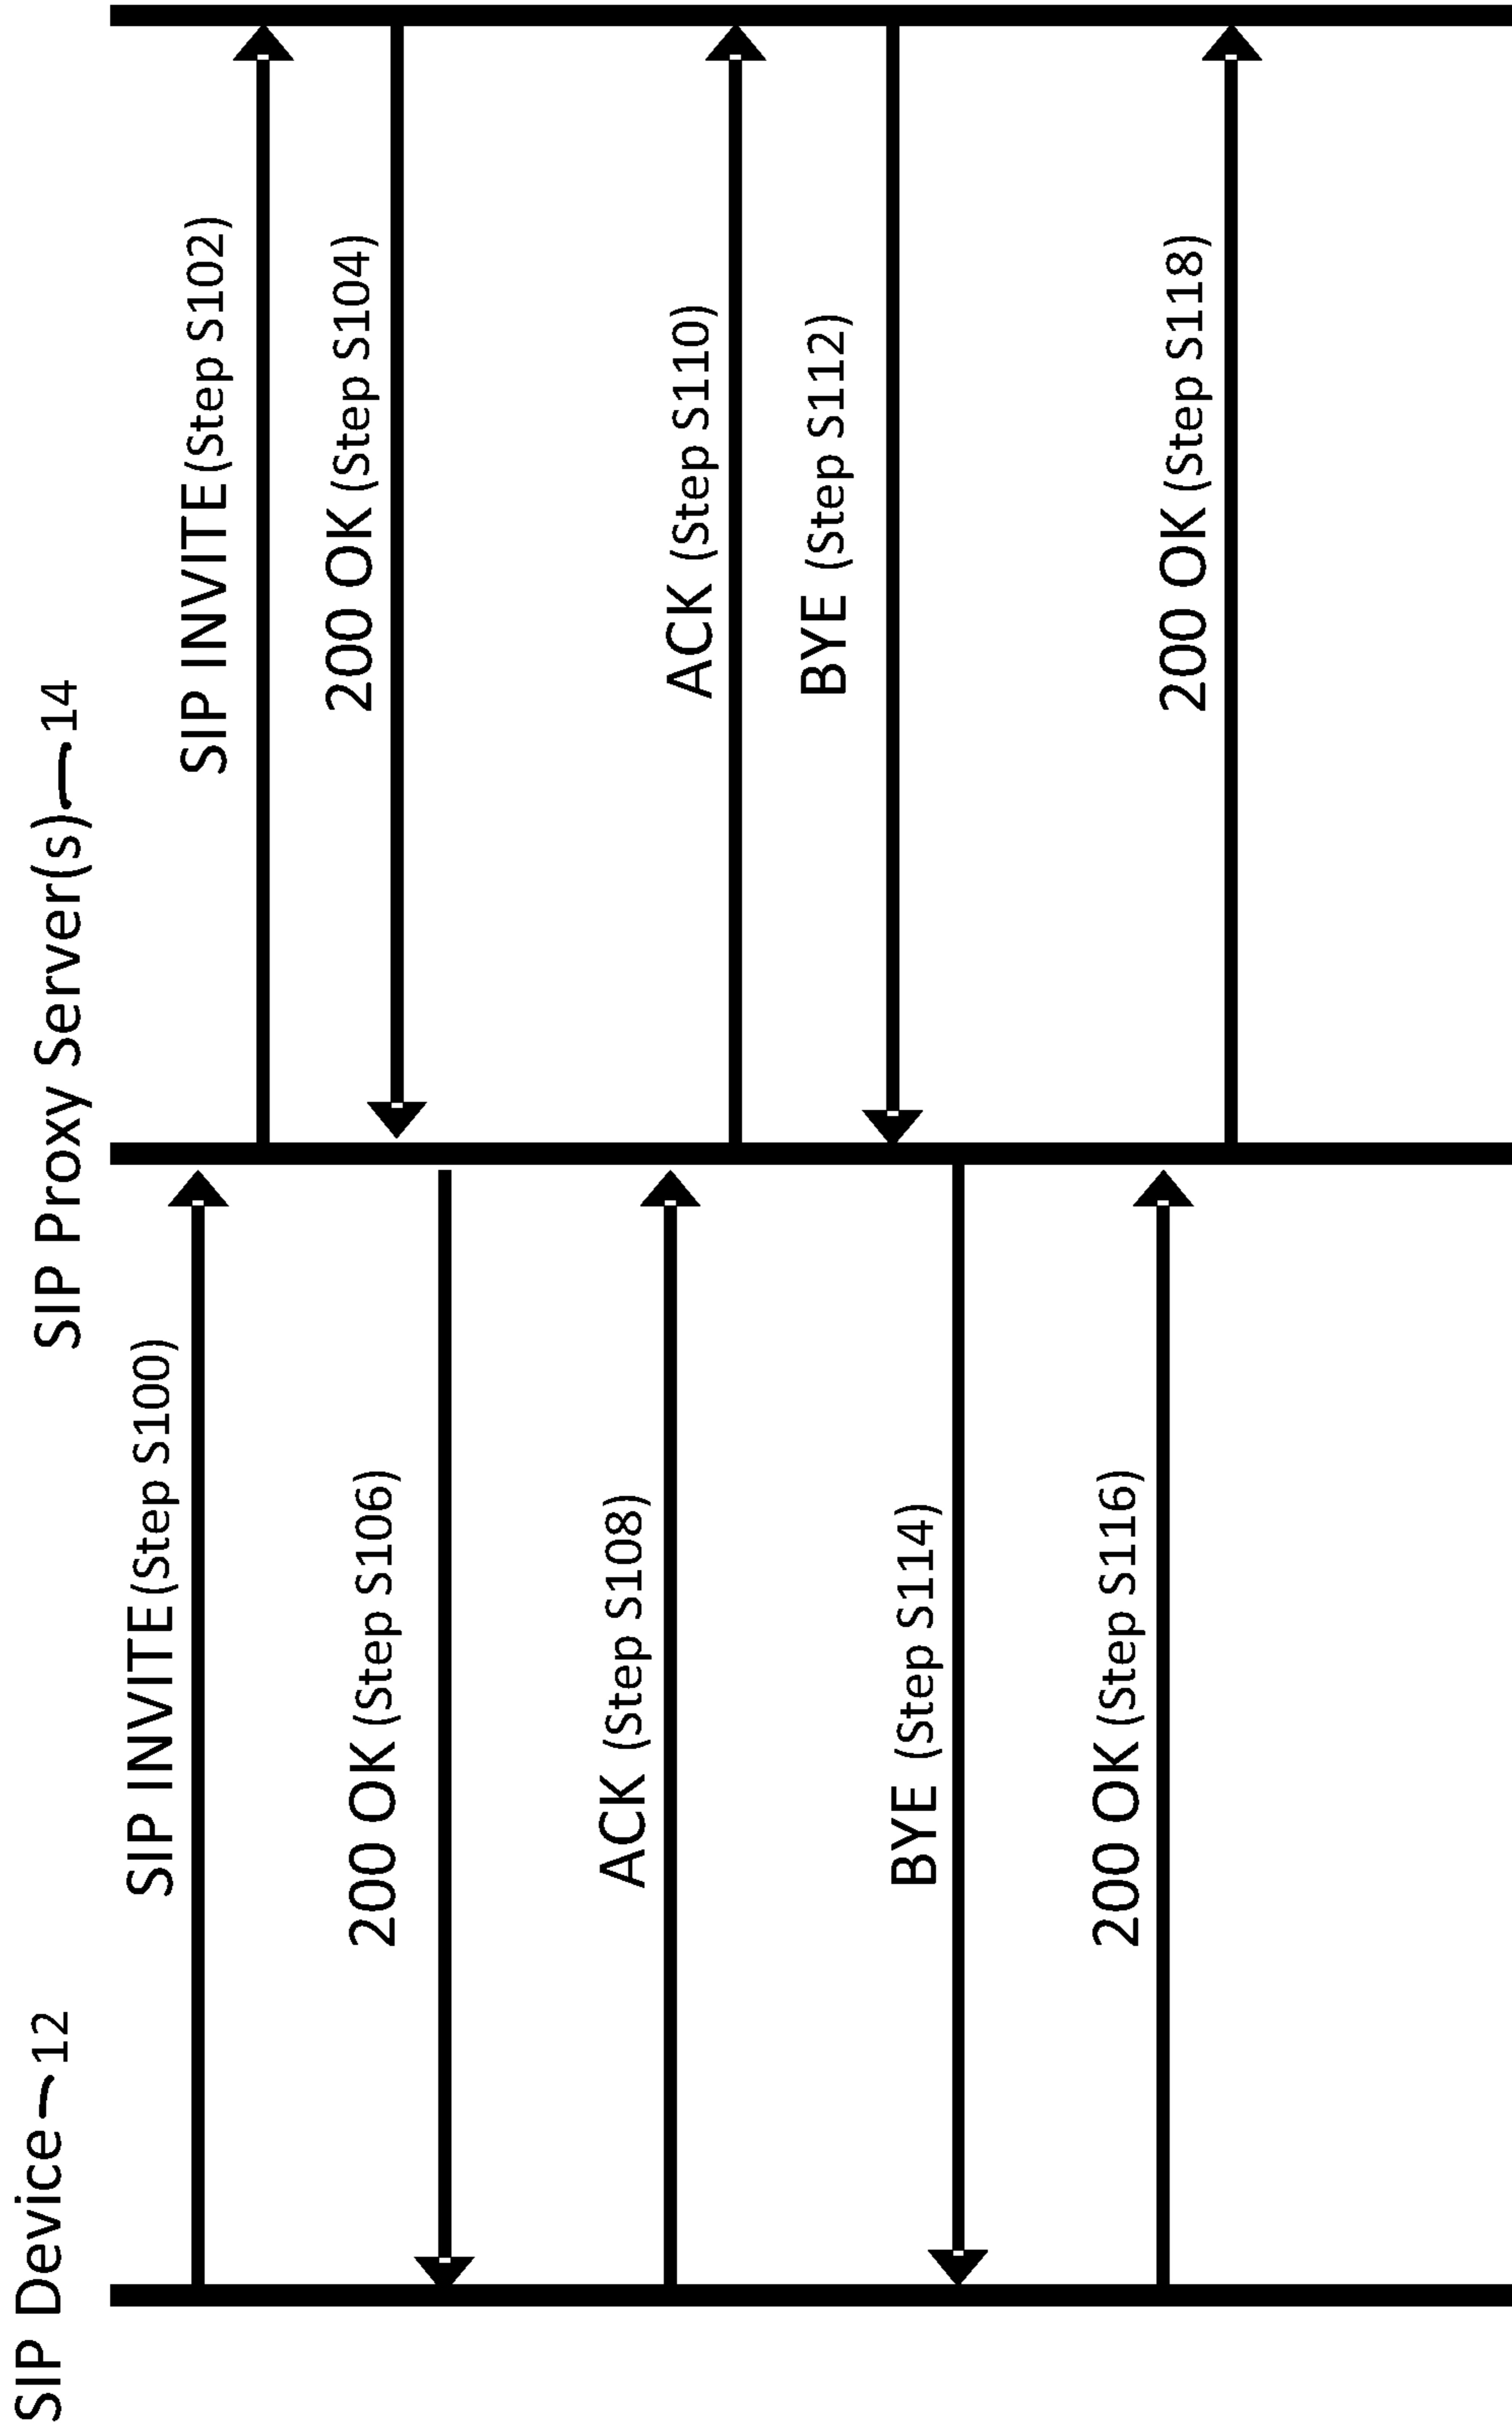 SIP Device 12
SIP Proxy Server(s) 14
SIP INVITE (Step S100)
SIP INVITE (Step S102)
200 OK (Step S104)
200 OK (Step S106)
ACK (Step S108)
ACK (Step S110)
BYE (Step S112)
BYE (Step S114)
200 OK (Step S116)
200 OK (Step S118)